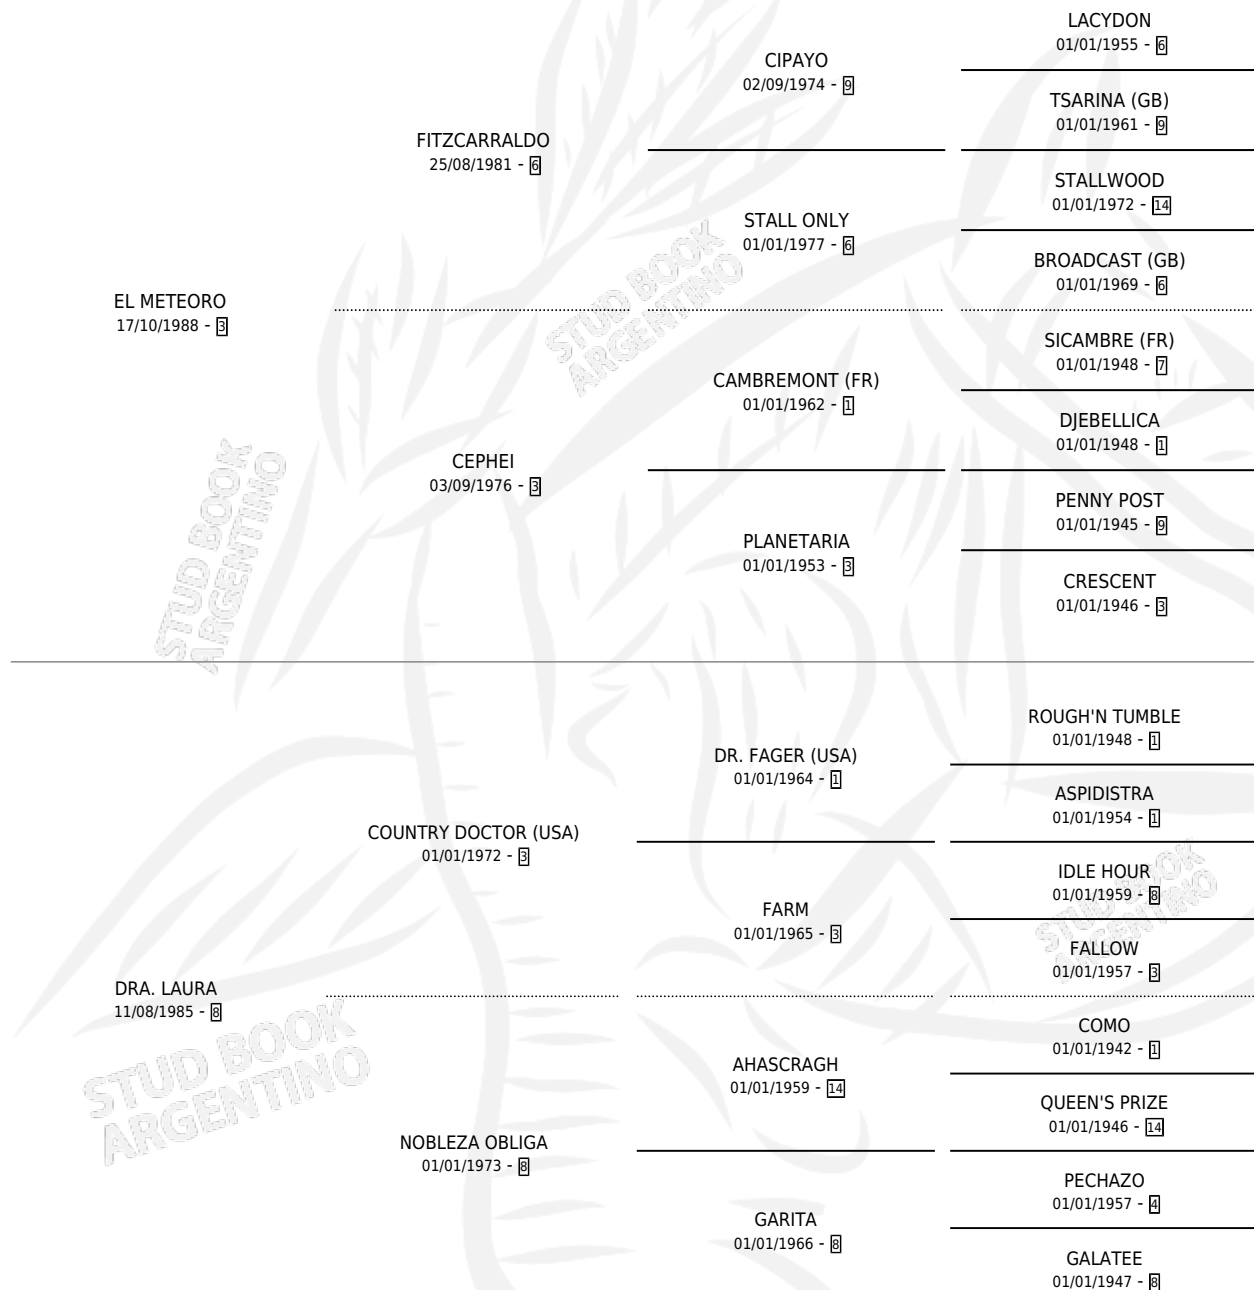 LACYDON
01/01/1955 - 6
CIPAYO
02/09/1974 - 9
TSARINA (GB)
01/01/1961 - 9
FITZCARRALDO
25/08/1981 - 6
STALLWOOD
01/01/1972 - 14
STALL ONLY
01/01/1977 - 6
BROADCAST (GB)
01/01/1969 - 6
EL METEORO
17/10/1988 - 3
SICAMBRE (FR)
01/01/1948 - 7
CAMBREMONT (FR)
01/01/1962 - 1
DJEBELLICA
01/01/1948 - 1
CEPHEI
03/09/1976 - 3
PENNY POST
01/01/1945 - 9
PLANETARIA
01/01/1953 - 3
CRESCENT
01/01/1946 - 3
ROUGH'N TUMBLE
01/01/1948 - 1
DR. FAGER (USA)
01/01/1964 - 1
ASPIDISTRA
01/01/1954 - 1
COUNTRY DOCTOR (USA)
01/01/1972 - 3
IDLE HOUR
01/01/1959 - 8
FARM
01/01/1965 - 3
FALLOW
01/01/1957 - 3
DRA. LAURA
11/08/1985 - 8
COMO
01/01/1942 - 1
AHASCRAGH
01/01/1959 - 14
QUEEN'S PRIZE
01/01/1946 - 14
NOBLEZA OBLIGA
01/01/1973 - 8
PECHAZO
01/01/1957 - 4
GARITA
01/01/1966 - 8
GALATEE
01/01/1947 - 8
STUD BOOK
ARGENTINO
STUD BOOK
ARGENTINO
STUD BOOK
ARGENTINO
STUD BOOK
ARGENTINO